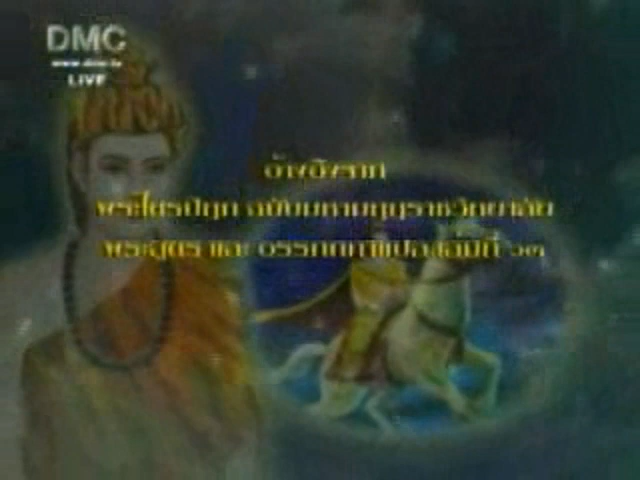 DMC
www.dmc.tv
LIVE
อ้างอิงจาก
พระไตรปิฎก ฉบับมหามกุฏราชวิทยาลัย
พระสูตร และ อรรถกถาแปล เล่มที่